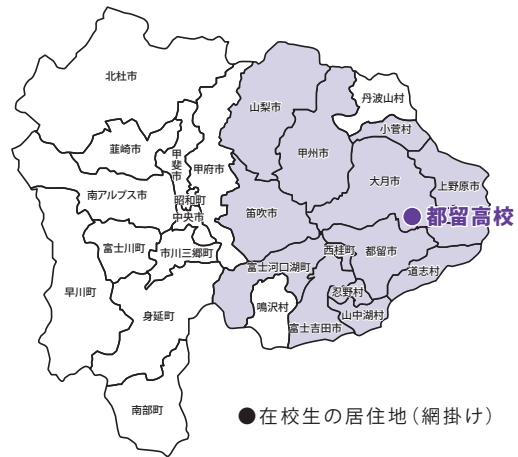 北杜市
丹波山村
山梨市
小菅村
韮崎市
甲斐市
甲府市
甲州市
大月市
上野原市
南アルプス市
昭和町
中央市
笛吹市
都留高校
富士川町
市川三郷町
西桂町
都留市
富士河口湖町
道志村
早川町
鳴沢村
忍野村
身延町
富士吉田市
山中湖村
南部町
●在校生の居住地（網掛け）